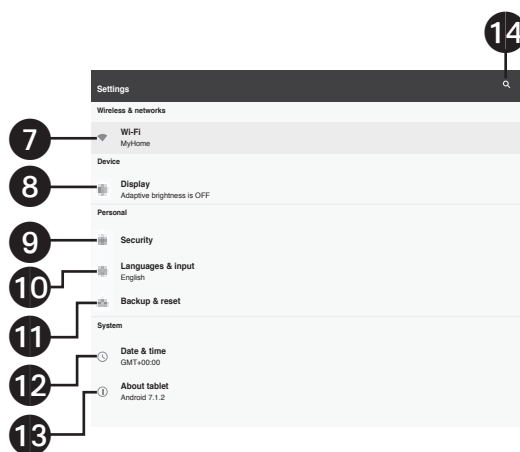 14
Settings
Wireless & networks
7
Wi-Fi
MyHome
Device
8
Display
Adaptive brightness is OFF
Personal
9
Security
10
Languages & input
English
11
Backup & reset
System
12
Date & time
GMT+00:00
13
About tablet
Android 7.1.2